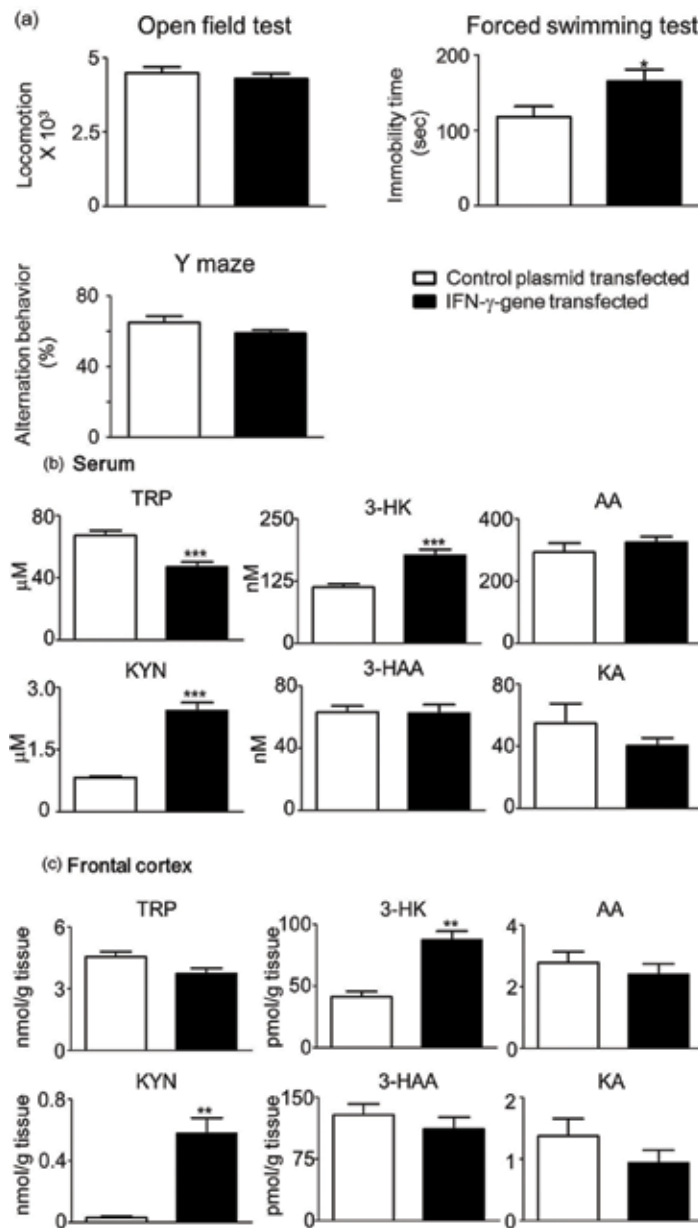 (a)
Open field test
Locomotion
X 10³
5
2.5
0
Forced swimming test
Immobility time
(sec)
200
100
0
*
Y maze
Alternation behavior
(%)
80
40
0
Control plasmid transfected
IFN-γ-gene transfected
(b) Serum
TRP
µM
80
40
0
***
3-HK
nM
250
125
0
***
AA
400
200
0
KYN
µM
3.0
1.5
0
***
3-HAA
nM
80
40
0
KA
80
40
0
(c) Frontal cortex
TRP
nmol/g tissue
6
3
0
3-HK
pmol/g tissue
100
50
0
**
AA
4
2
0
KYN
nmol/g tissue
0.8
0.4
0
**
3-HAA
pmol/g tissue
150
75
0
KA
2
1
0